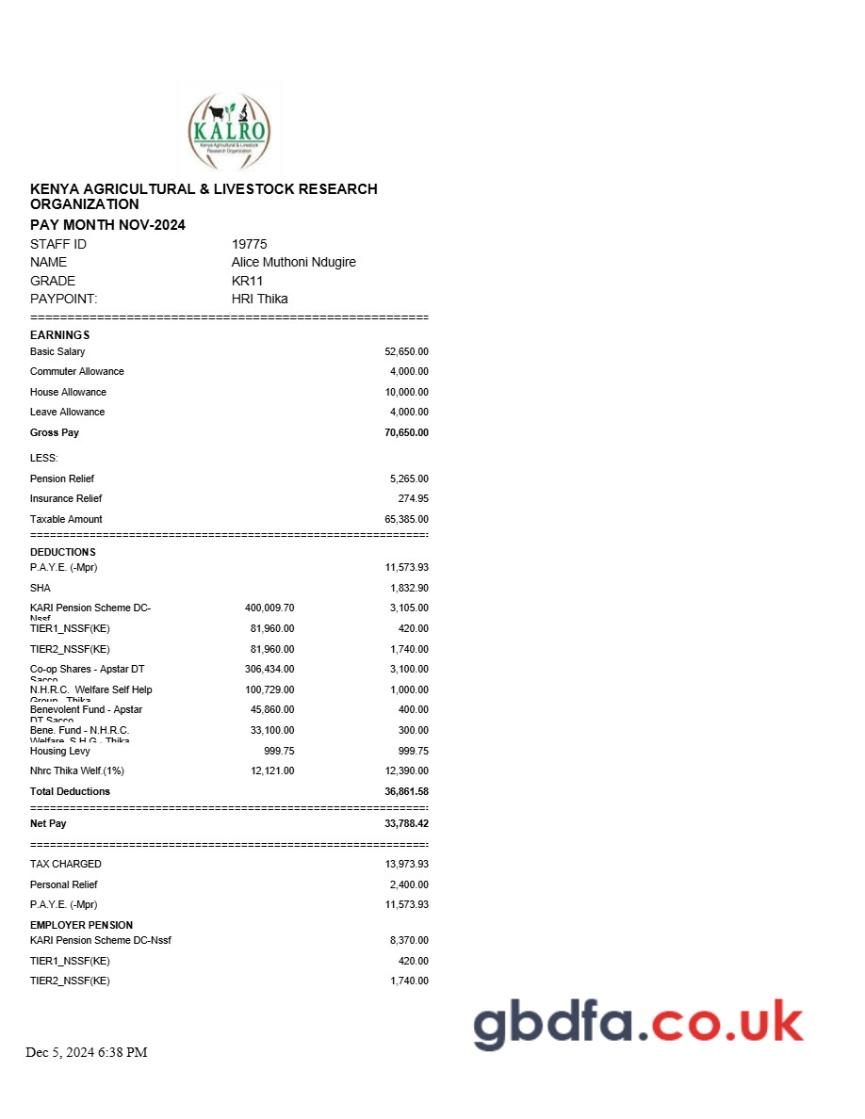 KALRO
Kenya Agricultural & Livestock
Research Organization
KENYA AGRICULTURAL & LIVESTOCK RESEARCH
ORGANIZATION
PAY MONTH NOV-2024
STAFF ID 19775
NAME Alice Muthoni Ndugire
GRADE KR11
PAYPOINT: HRI Thika
======================================================
EARNINGS
Basic Salary 52,650.00
Commuter Allowance 4,000.00
House Allowance 10,000.00
Leave Allowance 4,000.00
Gross Pay 70,650.00
LESS:
Pension Relief 5,265.00
Insurance Relief 274.95
Taxable Amount 65,385.00
======================================================
DEDUCTIONS
P.A.Y.E. (-Mpr) 11,573.93
SHA 1,832.90
KARI Pension Scheme DC- 400,009.70 3,105.00
Nssf
TIER1_NSSF(KE) 81,960.00 420.00
TIER2_NSSF(KE) 81,960.00 1,740.00
Co-op Shares - Apstar DT 306,434.00 3,100.00
Sacco
N.H.R.C. Welfare Self Help 100,729.00 1,000.00
Group - Thika
Benevolent Fund - Apstar 45,860.00 400.00
DT Sacco
Bene. Fund - N.H.R.C. 33,100.00 300.00
Welfare S.H.G - Thika
Housing Levy 999.75 999.75
Nhrc Thika Welf.(1%) 12,121.00 12,390.00
Total Deductions 36,861.58
======================================================
Net Pay 33,788.42
======================================================
TAX CHARGED 13,973.93
Personal Relief 2,400.00
P.A.Y.E. (-Mpr) 11,573.93
EMPLOYER PENSION
KARI Pension Scheme DC-Nssf 8,370.00
TIER1_NSSF(KE) 420.00
TIER2_NSSF(KE) 1,740.00
gbdfa.co.uk
Dec 5, 2024 6:38 PM